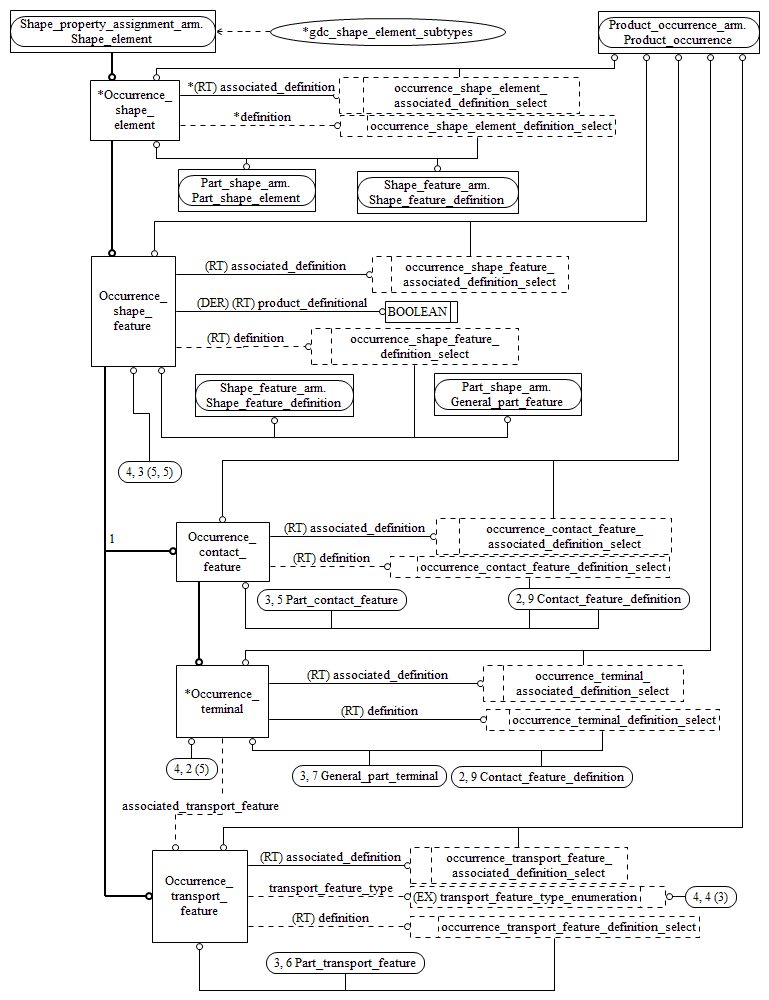 Shape_property_assignment_arm.
Shape_element
*gdc_shape_element_subtypes
Product_occurrence_arm.
Product_occurrence
*Occurrence_
shape_
element
*(RT) associated_definition
occurrence_shape_element_
associated_definition_select
*definition
occurrence_shape_element_definition_select
Part_shape_arm.
Part_shape_element
Shape_feature_arm.
Shape_feature_definition
Occurrence_
shape_
feature
(RT) associated_definition
occurrence_shape_feature_
associated_definition_select
(DER) (RT) product_definitional
BOOLEAN
(RT) definition
occurrence_shape_feature_
definition_select
Shape_feature_arm.
Shape_feature_definition
Part_shape_arm.
General_part_feature
4, 3 (5, 5)
1
Occurrence_
contact_
feature
(RT) associated_definition
occurrence_contact_feature_
associated_definition_select
(RT) definition
occurrence_contact_feature_definition_select
3, 5 Part_contact_feature
2, 9 Contact_feature_definition
*Occurrence_
terminal
(RT) associated_definition
occurrence_terminal_
associated_definition_select
(RT) definition
occurrence_terminal_definition_select
4, 2 (5)
3, 7 General_part_terminal
2, 9 Contact_feature_definition
associated_transport_feature
Occurrence_
transport_
feature
(RT) associated_definition
occurrence_transport_feature_
associated_definition_select
transport_feature_type
(EX) transport_feature_type_enumeration
4, 4 (3)
(RT) definition
occurrence_transport_feature_definition_select
3, 6 Part_transport_feature